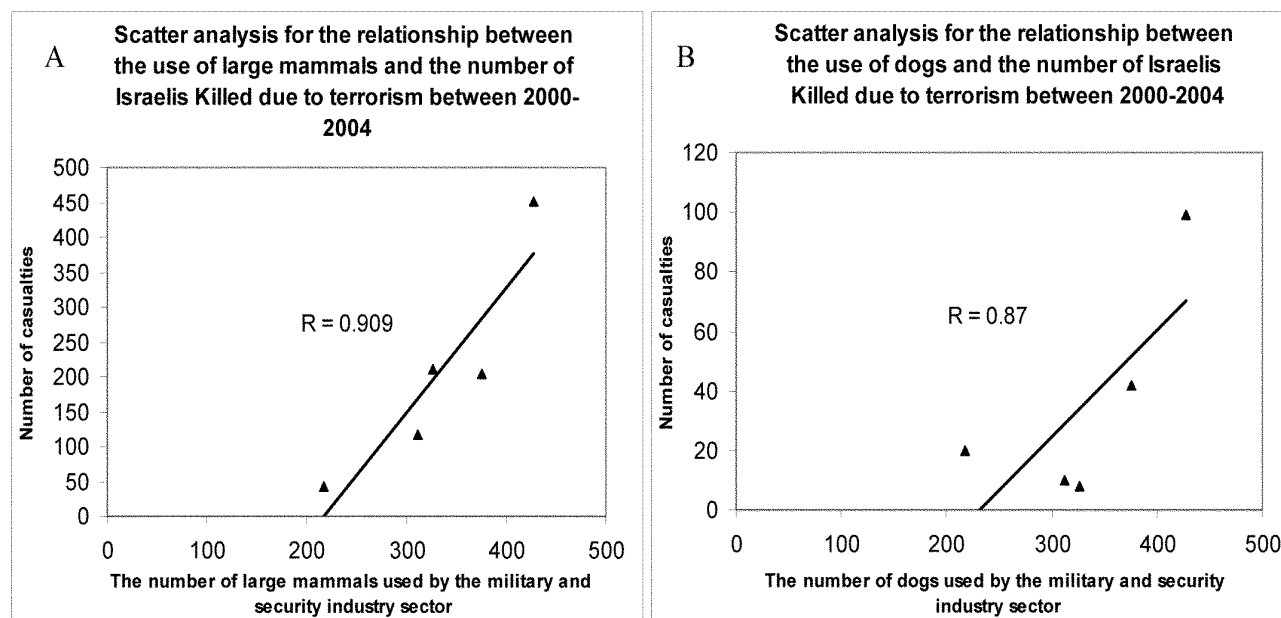 A
Scatter analysis for the relationship between
the use of large mammals and the number of
Israelis Killed due to terrorism between 2000-
2004
500
450
400
350
300
250
200
150
100
50
0
Number of casualties
R = 0.909
0 100 200 300 400 500
The number of large mammals used by the military and
security industry sector
B
Scatter analysis for the relationship between
the use of dogs and the number of Israelis
Killed due to terrorism between 2000-2004
120
100
80
60
40
20
0
Number of casualties
R = 0.87
0 100 200 300 400 500
The number of dogs used by the military and security
industry sector